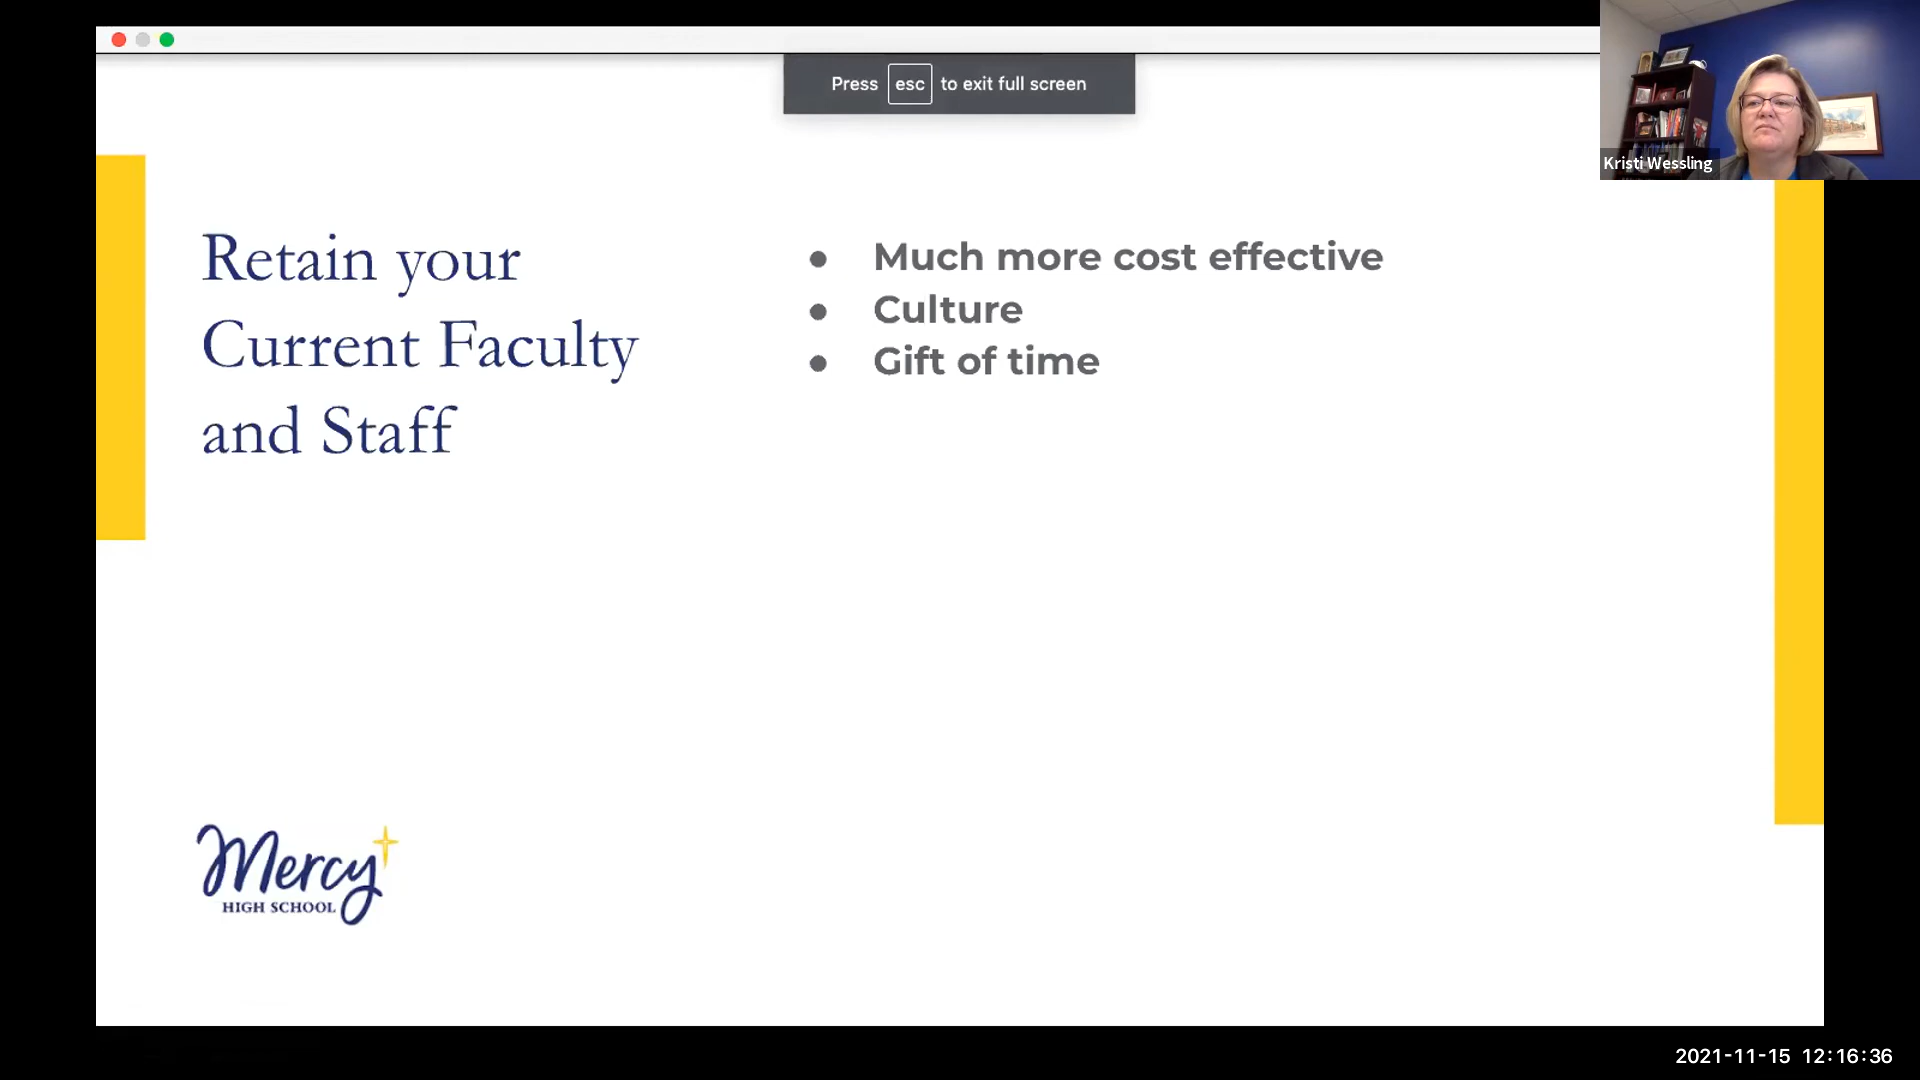 Press esc to exit full screen
Kristi Wessling
Retain your
Current Faculty
and Staff
● Much more cost effective
● Culture
● Gift of time
Mercy
HIGH SCHOOL
2021-11-15 12:16:36